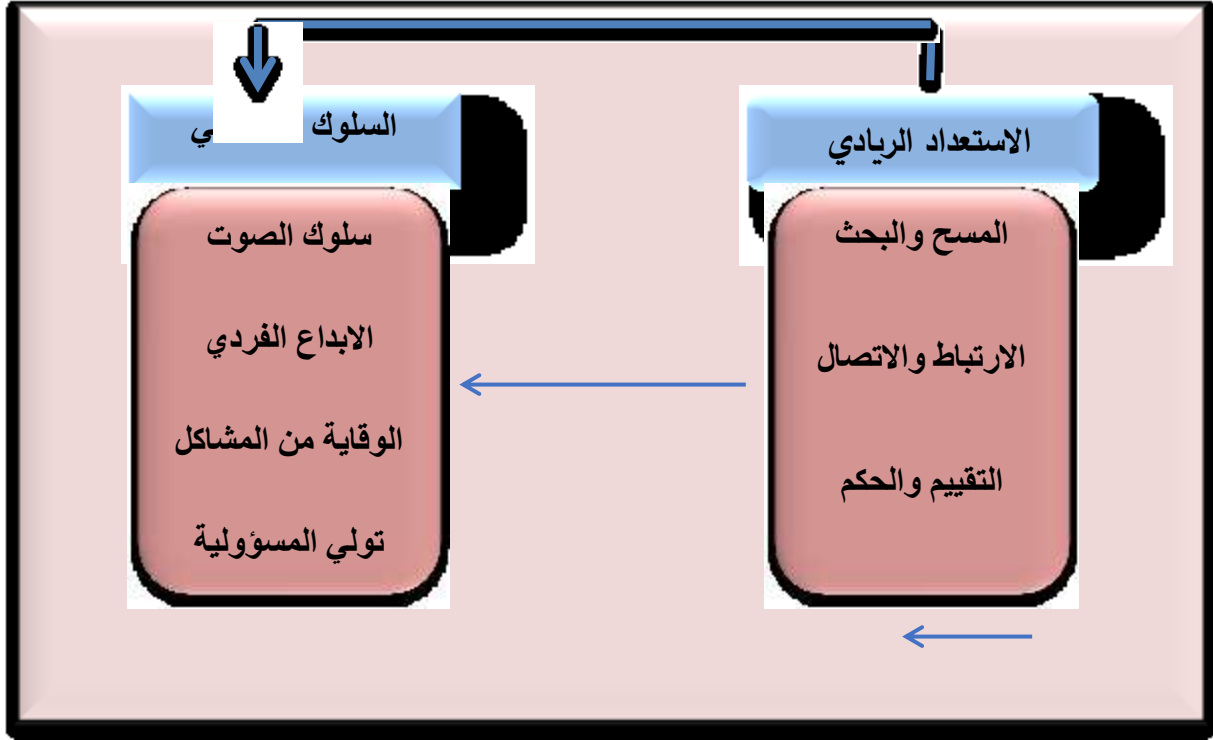 الاستعداد الريادي
المسح والبحث
الارتباط والاتصال
التقييم والحكم
السلوك
سلوك الصوت
الابداع الفردي
الوقاية من المشاكل
تولي المسؤولية